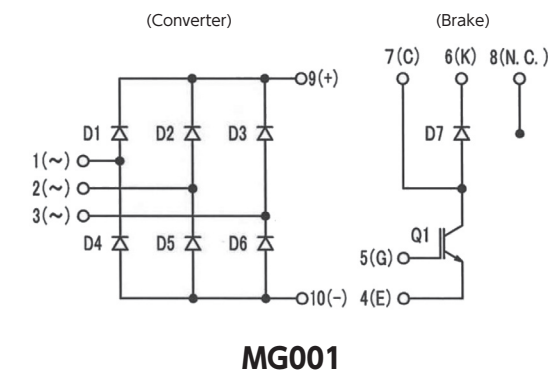 (Converter)
(Brake)
7(C) 6(K) 8(N.C.)
9(+)
D1 D2 D3 D7
1(~)
2(~)
3(~)
D4 D5 D6 Q1
5(G)
10(-) 4(E)
MG001